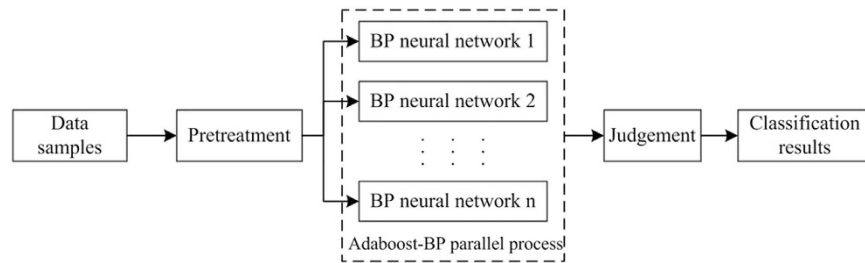 Data
samples
Pretreatment
BP neural network 1
BP neural network 2
BP neural network n
Adaboost-BP parallel process
Judgement
Classification
results